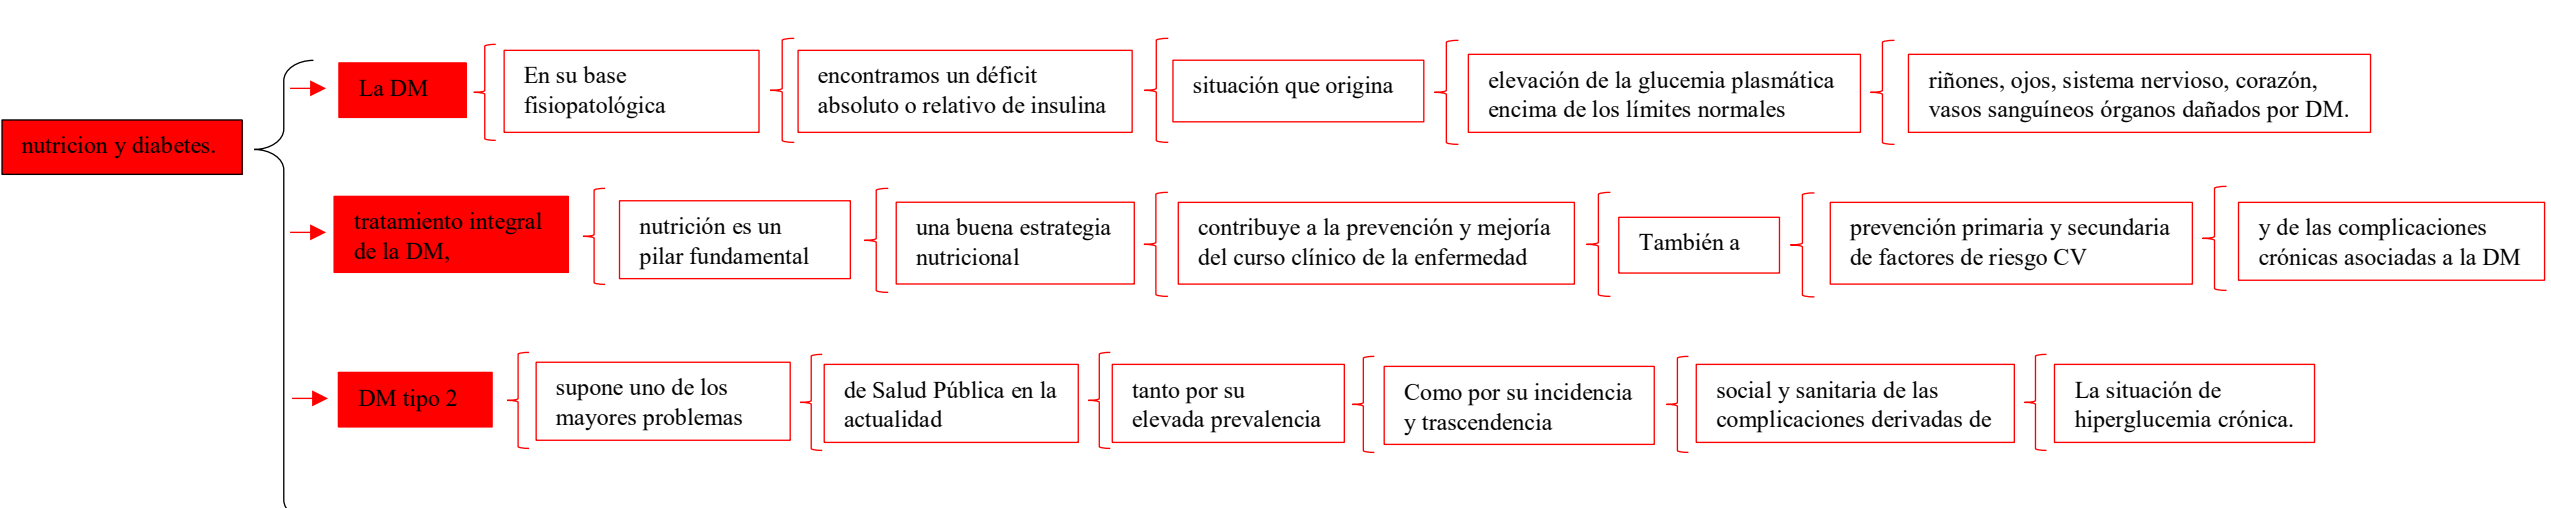 nutricion y diabetes.
La DM
En su base
fisiopatológica
encontramos un déficit
absoluto o relativo de insulina
situación que origina
elevación de la glucemia plasmática
encima de los límites normales
riñones, ojos, sistema nervioso, corazón,
vasos sanguíneos órganos dañados por DM.
tratamiento integral
de la DM,
nutrición es un
pilar fundamental
una buena estrategia
nutricional
contribuye a la prevención y mejoría
del curso clínico de la enfermedad
También a
prevención primaria y secundaria
de factores de riesgo CV
y de las complicaciones
crónicas asociadas a la DM
DM tipo 2
supone uno de los
mayores problemas
de Salud Pública en la
actualidad
tanto por su
elevada prevalencia
Como por su incidencia
y trascendencia
social y sanitaria de las
complicaciones derivadas de
La situación de
hiperglucemia crónica.